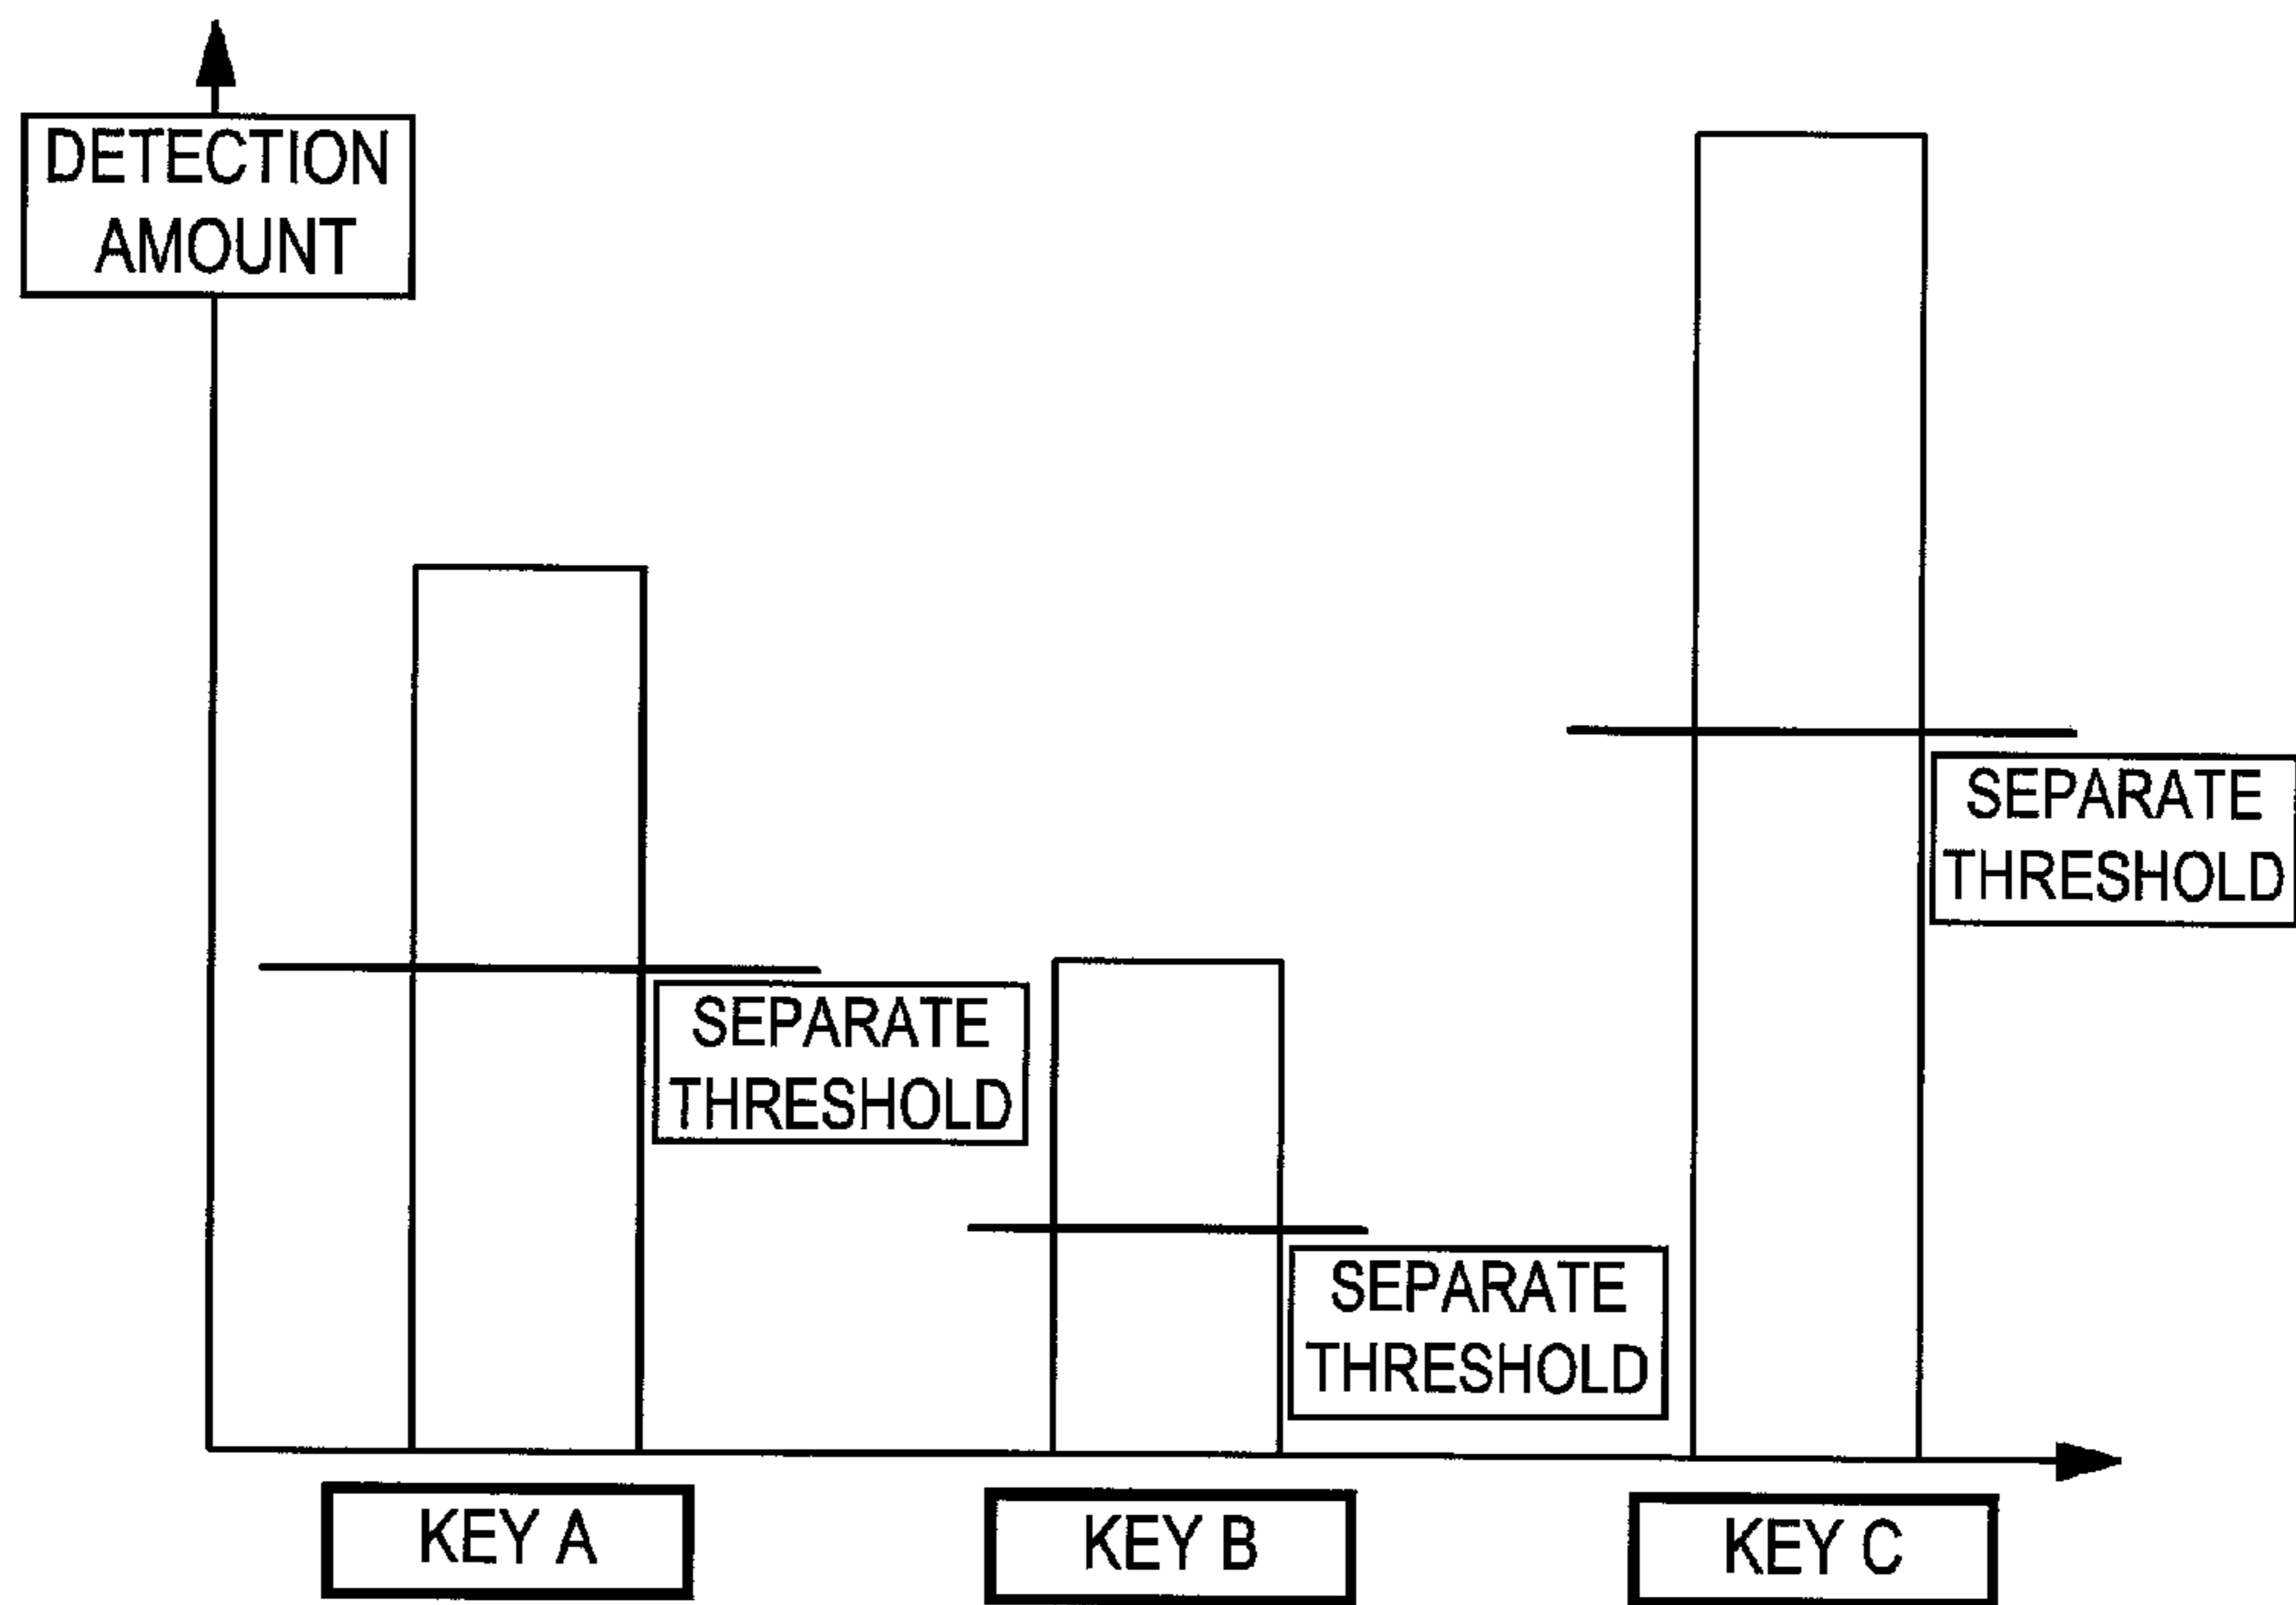 DETECTION
AMOUNT
SEPARATE
THRESHOLD
SEPARATE
THRESHOLD
SEPARATE
THRESHOLD
KEY A
KEY B
KEY C